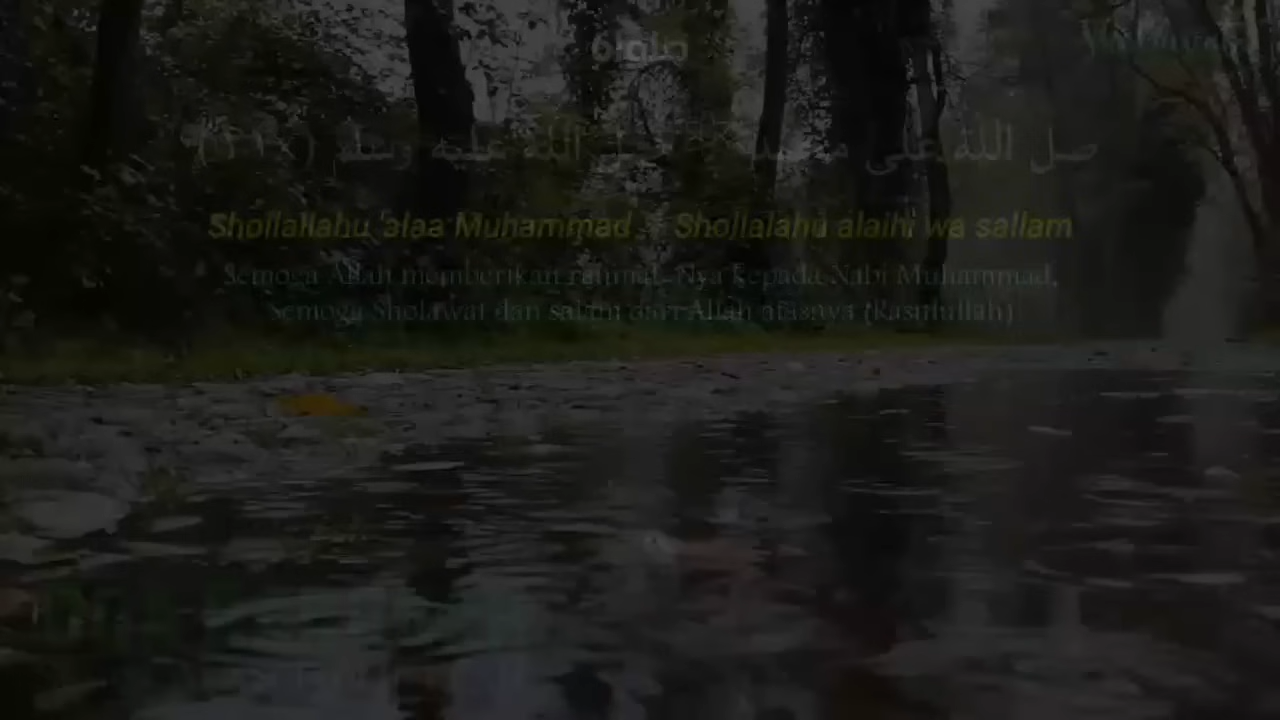 صل الله على محمد صلى الله عليه وسلم
Shollallahu 'alaa Muhammad Shollalahu alaihi wa sallam
Semoga Allah memberikan rahmat-Nya kepada Nabi Muhammad,
Semoga Sholawat dan salam dari Allah atasnya (Rasulullah)